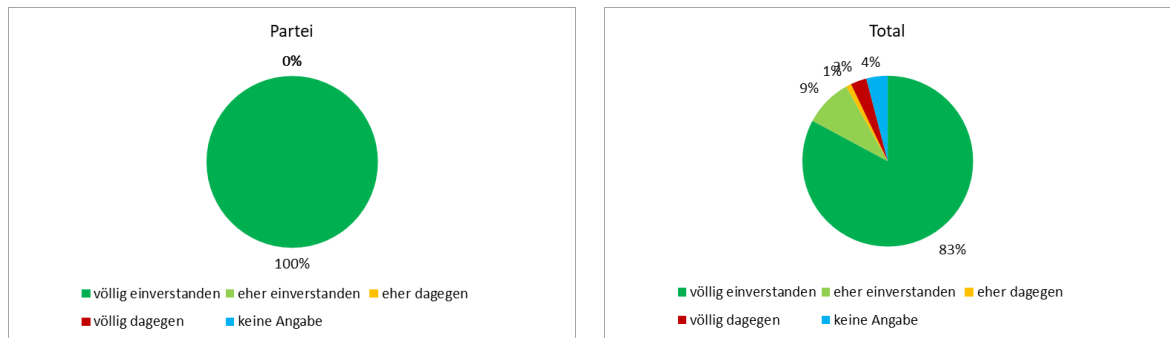 Partei
0%
100%
völlig einverstanden eher einverstanden eher dagegen
völlig dagegen keine Angabe
Total
4%
3%
1%
9%
83%
völlig einverstanden eher einverstanden eher dagegen
völlig dagegen keine Angabe